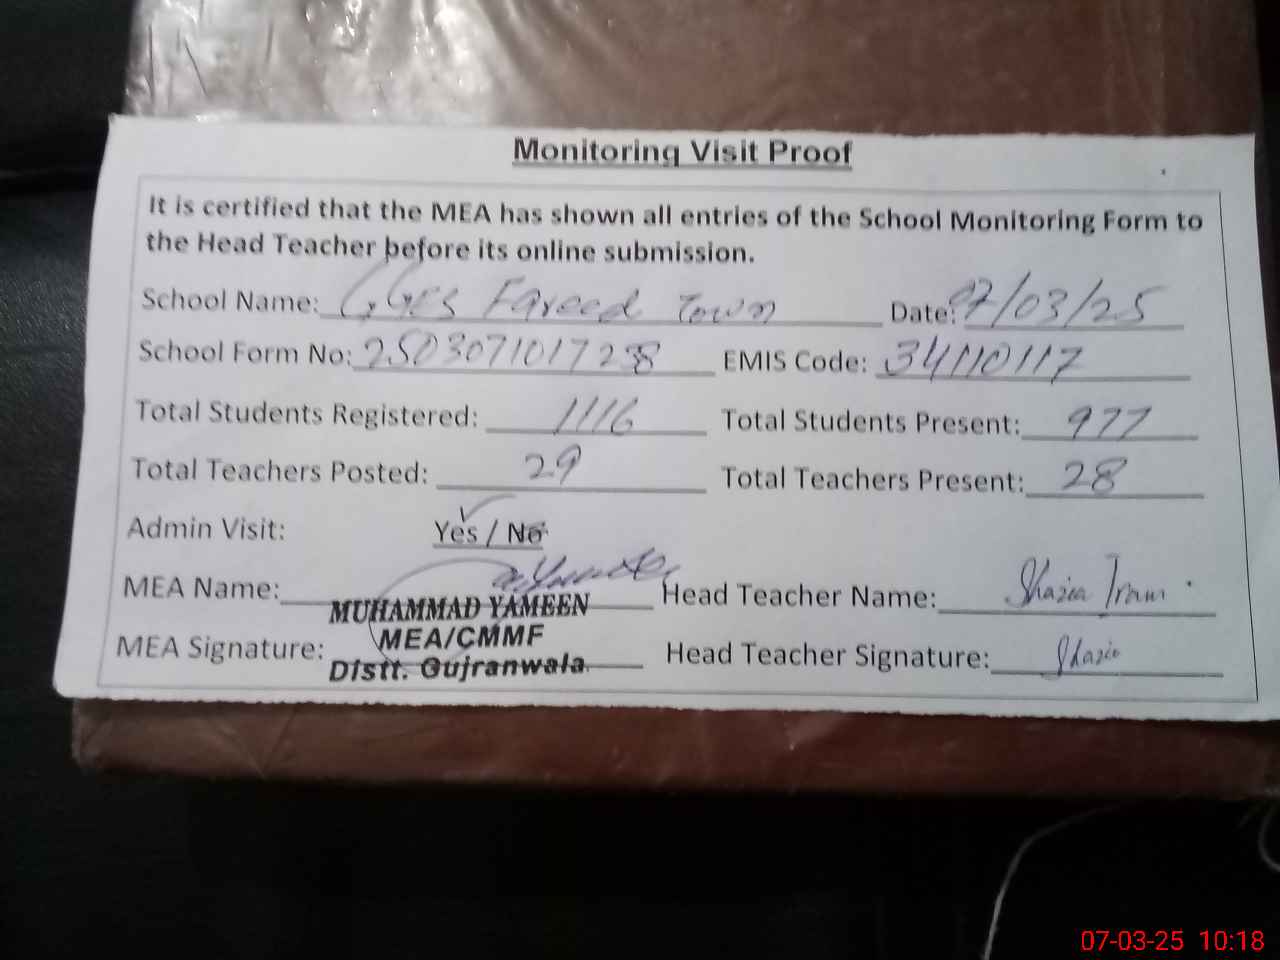 Monitoring Visit Proof
It is certified that the MEA has shown all entries of the School Monitoring Form to
the Head Teacher before its online submission.
School Name: GGES Fareed Town Date: 07/03/25
School Form No: 2503071017238 EMIS Code: 34110117
Total Students Registered: 1116 Total Students Present: 977
Total Teachers Posted: 29 Total Teachers Present: 28
Admin Visit: Yes / No
MEA Name: Head Teacher Name: Shazia Iram
MUHAMMAD YAMEEN
MEA/CMMF
MEA Signature: Head Teacher Signature: Shazia
Distt. Gujranwala
07-03-25 10:18